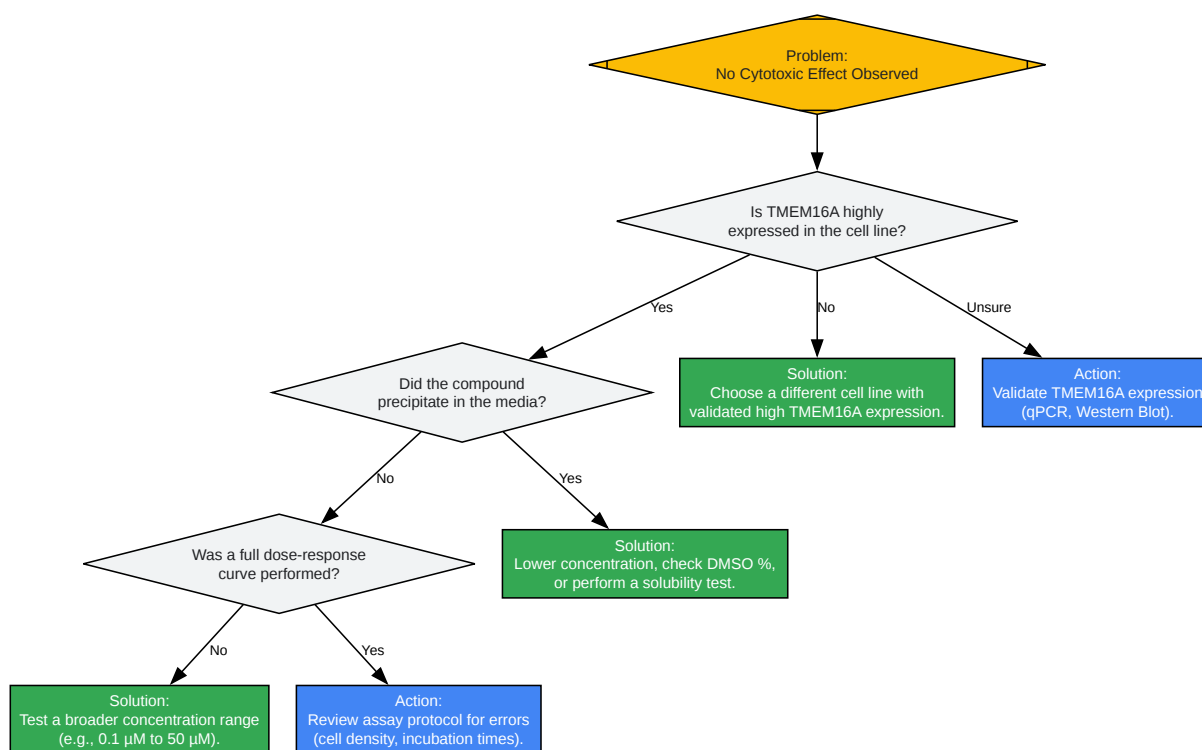 Problem:
No Cytotoxic Effect Observed
Is TMEM16A highly
expressed in the cell line?
Yes
No
Unsure
Did the compound
precipitate in the media?
Solution:
Choose a different cell line with
validated high TMEM16A expression.
Action:
Validate TMEM16A expression
(qPCR, Western Blot).
No
Yes
Was a full dose-response
curve performed?
Solution:
Lower concentration, check DMSO %,
or perform a solubility test.
No
Yes
Solution:
Test a broader concentration range
(e.g., 0.1 µM to 50 µM).
Action:
Review assay protocol for errors
(cell density, incubation times).